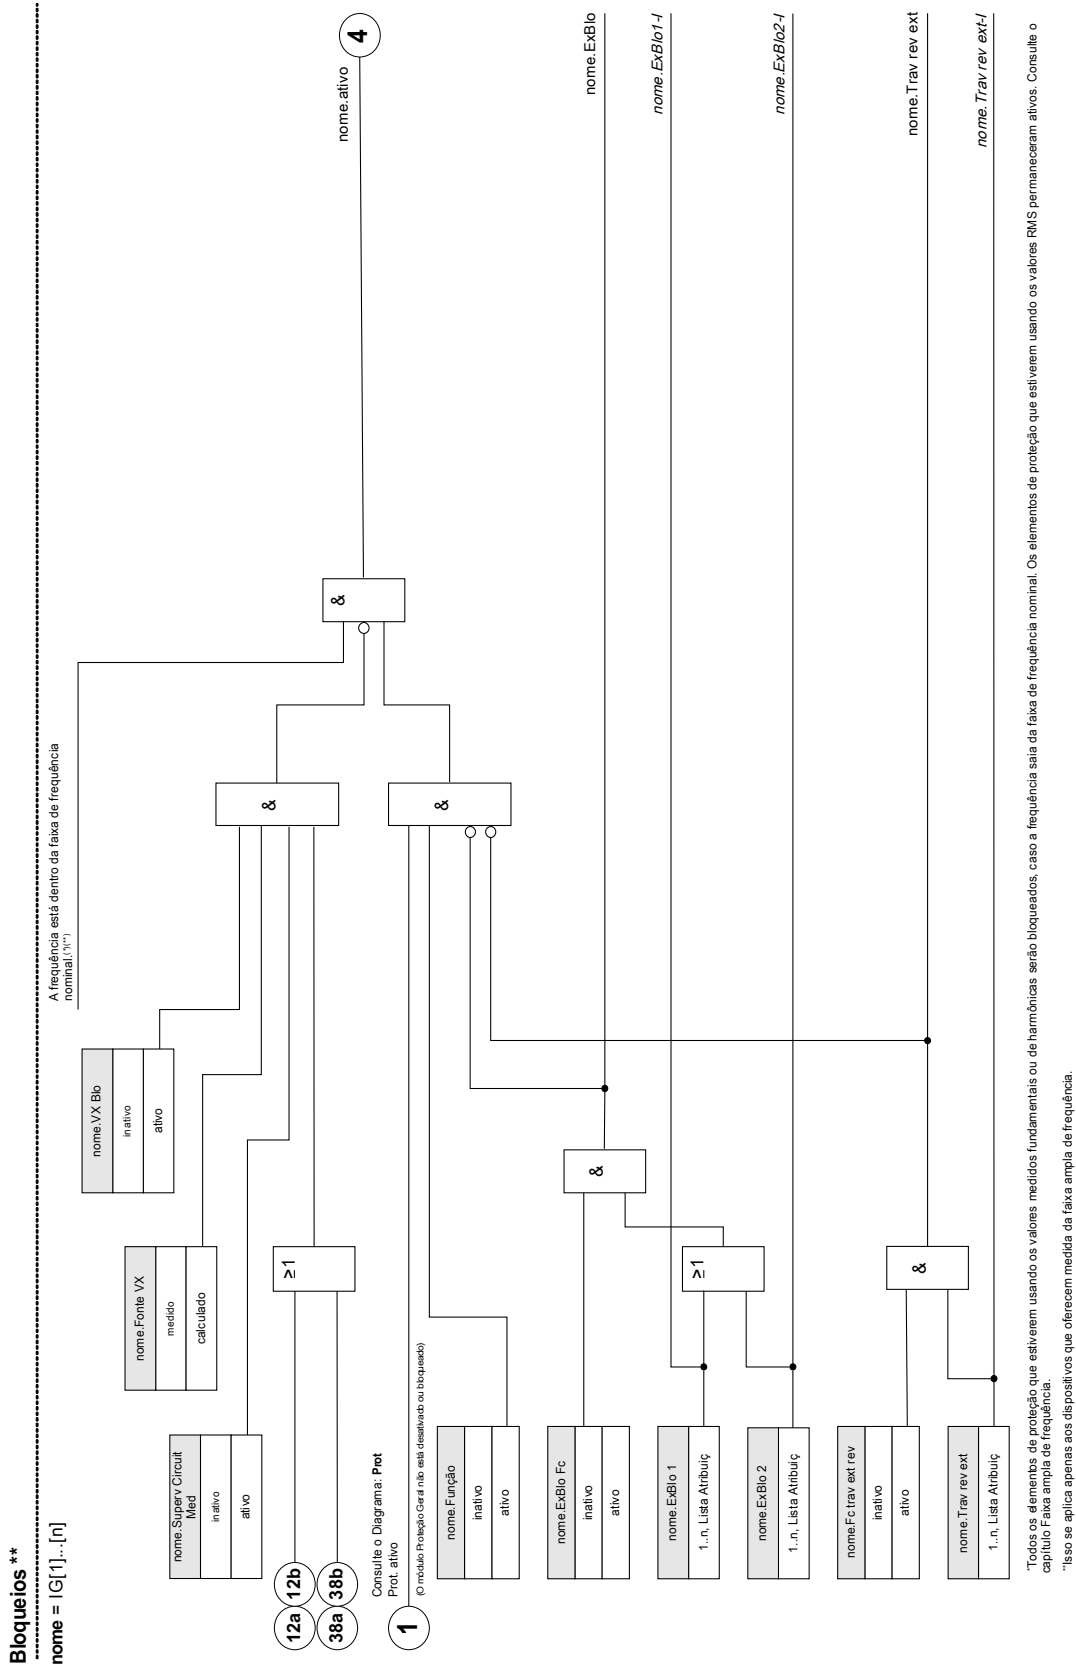 Bloqueios **
nome = IG[1]...[n]
A frequência está dentro da faixa de frequência
nominal.(*)(**)
nome.VX Blo
inativo
ativo
nome.Fonte VX
medido
calculado
nome.Superv Circuit
Med
inativo
ativo
12a
12b
38a
38b
≥1
&
&
nome.ativo
4
Consulte o Diagrama: Prot
Prot. ativo
(O módulo Proteção Geral não está desativado ou bloqueado)
1
&
nome.Função
inativo
ativo
nome.ExBlo Fc
inativo
ativo
&
nome.ExBlo
nome.ExBlo 1
1..n, Lista Atribuiç
≥1
nome.ExBlo1-I
nome.ExBlo 2
1..n, Lista Atribuiç
nome.ExBlo2-I
nome.Fc trav ext rev
inativo
ativo
&
nome.Trav rev ext
nome.Trav rev ext
1..n, Lista Atribuiç
nome.Trav rev ext-I
*Todos os elementos de proteção que estiverem usando os valores medidos fundamentais ou de harmônicas serão bloqueados, caso a frequência saia da faixa de frequência nominal. Os elementos de proteção que estiverem usando os valores RMS permaneceram ativos. Consulte o
capítulo Faixa ampla de frequência.
**Isso se aplica apenas aos dispositivos que oferecem medida da faixa ampla de frequência.